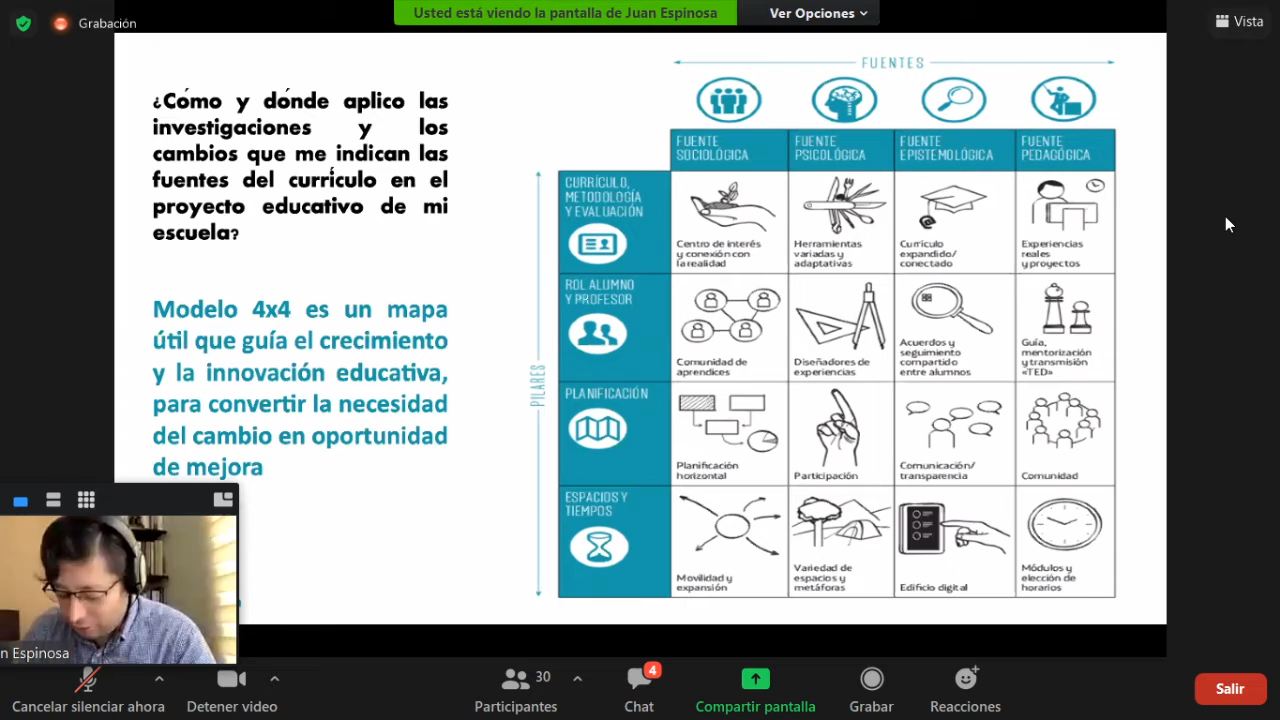 Grabación
Usted está viendo la pantalla de Juan Espinosa
Ver Opciones
Vista
¿Cómo y dónde aplico las
investigaciones y los
cambios que me indican las
fuentes del currículo en el
proyecto educativo de mi
escuela?
Modelo 4x4 es un mapa
útil que guía el crecimiento
y la innovación educativa,
para convertir la necesidad
del cambio en oportunidad
de mejora
FUENTES
FUENTE
SOCIOLÓGICA
FUENTE
PSICOLÓGICA
FUENTE
EPISTEMOLÓGICA
FUENTE
PEDAGÓGICA
PILARES
CURRÍCULO,
METODOLOGÍA
Y EVALUACIÓN
Centro de interés
y conexión con
la realidad
Herramientas
variadas y
adaptativas
Currículo
expandido/
conectado
Experiencias
reales
y proyectos
ROL ALUMNO
Y PROFESOR
Comunidad de
aprendices
Diseñadores de
experiencias
Acuerdos y
seguimiento
compartido
entre alumnos
Guía,
mentorización
y transmisión
«TED»
PLANIFICACIÓN
Planificación
horizontal
Participación
Comunicación/
transparencia
Comunidad
ESPACIOS Y
TIEMPOS
Movilidad y
expansión
Variedad de
espacios y
metáforas
Edificio digital
Módulos y
elección de
horarios
n Espinosa
Cancelar silenciar ahora
Detener video
30
Participantes
4
Chat
Compartir pantalla
Grabar
Reacciones
Salir